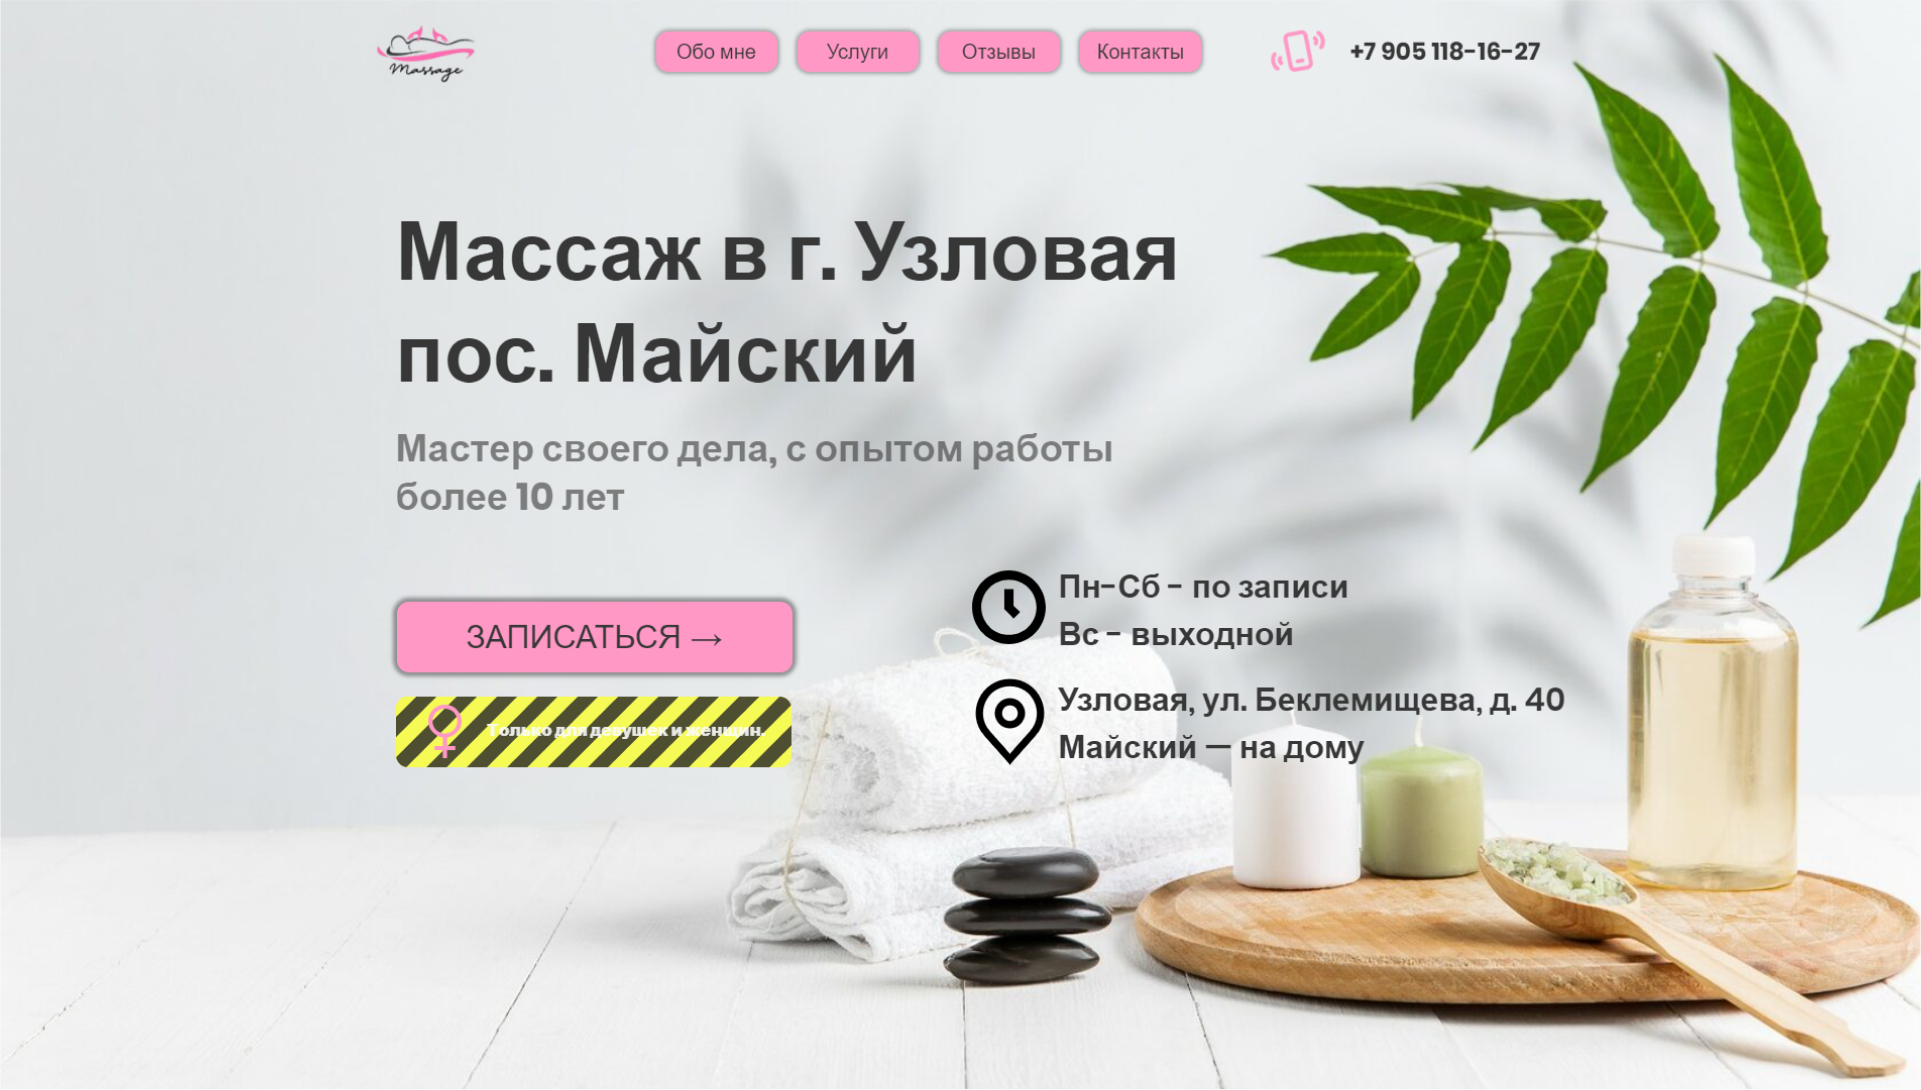 Massage
Обо мне
Услуги
Отзывы
Контакты
+7 905 118-16-27
Массаж в г. Узловая
пос. Майский
Мастер своего дела, с опытом работы
более 10 лет
ЗАПИСАТЬСЯ →
Только для девушек и женщин.
Пн-Сб - по записи
Вс - выходной
Узловая, ул. Беклемищева, д. 40
Майский — на дому